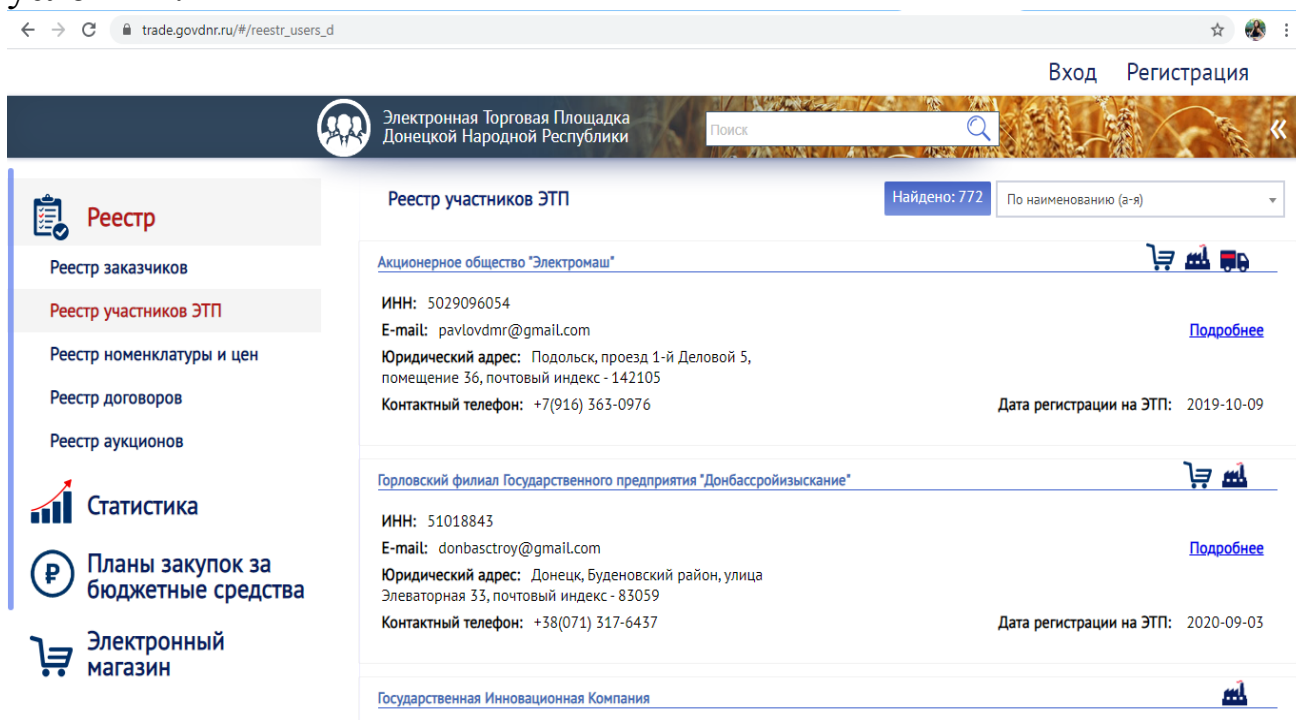 trade.govdnr.ru/#/reestr_users_d
Вход Регистрация
Электронная Торговая Площадка
Донецкой Народной Республики
Поиск
Реестр
Реестр заказчиков
Реестр участников ЭТП
Реестр номенклатуры и цен
Реестр договоров
Реестр аукционов
Статистика
Планы закупок за
бюджетные средства
Электронный
магазин
Реестр участников ЭТП
Найдено: 772
По наименованию (а-я)
Акционерное общество "Электромаш"
ИНН: 5029096054
E-mail: pavlovdmr@gmail.com
Подробнее
Юридический адрес: Подольск, проезд 1-й Деловой 5,
помещение 36, почтовый индекс - 142105
Контактный телефон: +7(916) 363-0976
Дата регистрации на ЭТП: 2019-10-09
Горловский филиал Государственного предприятия "Донбассройизыскание"
ИНН: 51018843
E-mail: donbasctroy@gmail.com
Подробнее
Юридический адрес: Донецк, Буденовский район, улица
Элеваторная 33, почтовый индекс - 83059
Контактный телефон: +38(071) 317-6437
Дата регистрации на ЭТП: 2020-09-03
Государственная Инновационная Компания